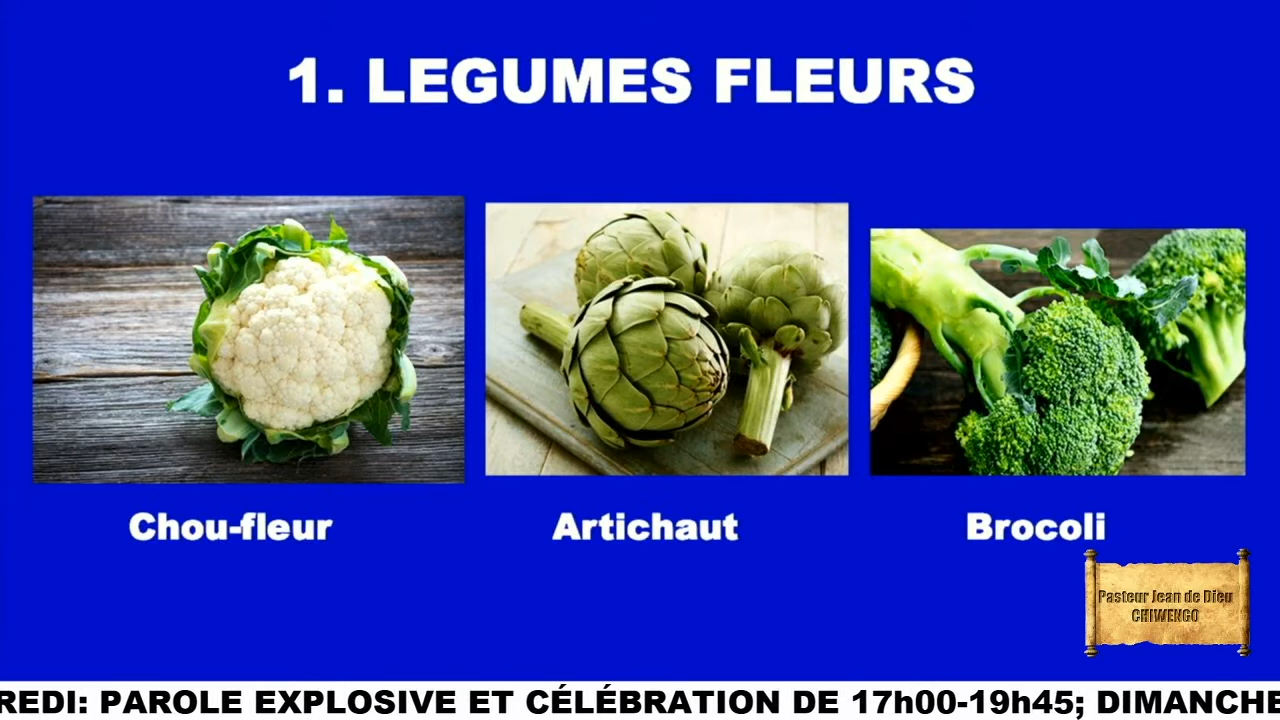 1. LEGUMES FLEURS
Chou-fleur
Artichaut
Brocoli
Pasteur Jean de Dieu
CHIWENGO
REDI: PAROLE EXPLOSIVE ET CÉLÉBRATION DE 17h00-19h45; DIMANCHE